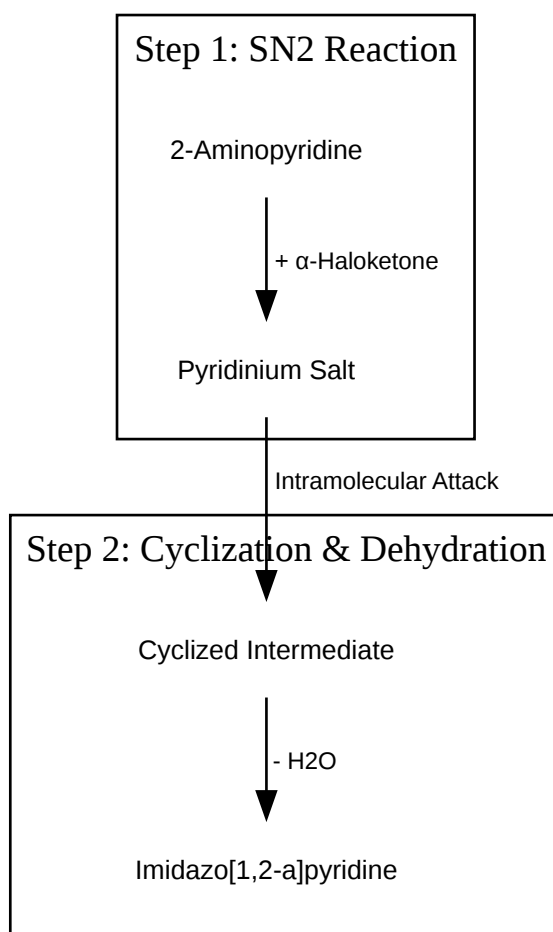 Step 1: SN2 Reaction
2-Aminopyridine
+ α-Haloketone
Pyridinium Salt
Intramolecular Attack
Step 2: Cyclization & Dehydration
Cyclized Intermediate
- H2O
Imidazo[1,2-a]pyridine